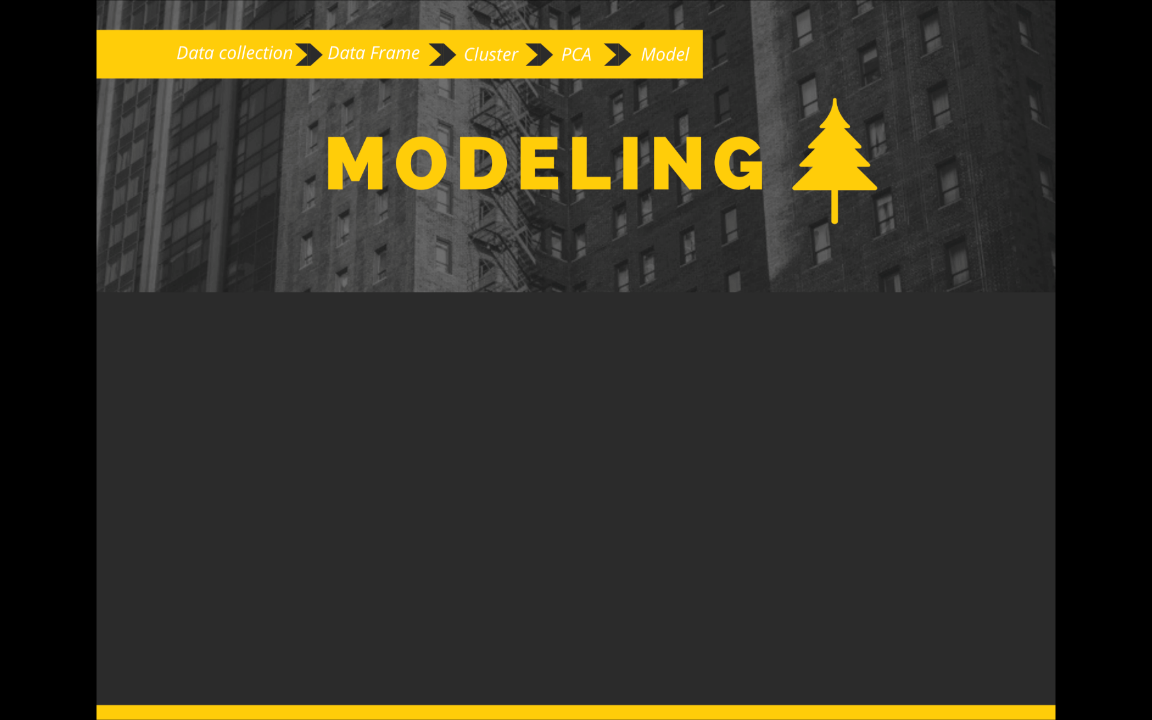 Data collection Data Frame Cluster PCA Model
MODELING